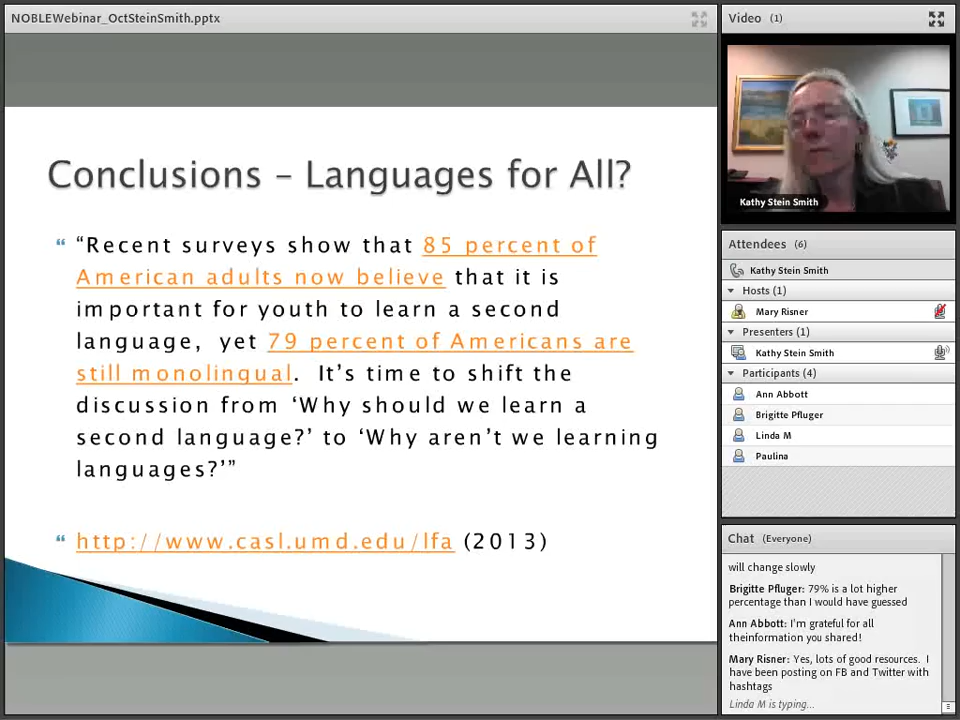 NOBLEWebinar_OctSteinSmith.pptx
Conclusions – Languages for All?
“Recent surveys show that 85 percent of
American adults now believe that it is
important for youth to learn a second
language, yet 79 percent of Americans are
still monolingual. It’s time to shift the
discussion from ‘Why should we learn a
second language?’ to ‘Why aren’t we learning
languages?’”
http://www.casl.umd.edu/lfa (2013)
Video (1)
Kathy Stein Smith
Attendees (6)
Kathy Stein Smith
Hosts (1)
Mary Risner
Presenters (1)
Kathy Stein Smith
Participants (4)
Ann Abbott
Brigitte Pfluger
Linda M
Paulina
Chat (Everyone)
will change slowly
Brigitte Pfluger: 79% is a lot higher
percentage than I would have guessed
Ann Abbott: I'm grateful for all
theinformation you shared!
Mary Risner: Yes, lots of good resources. I
have been posting on FB and Twitter with
hashtags
Linda M is typing...